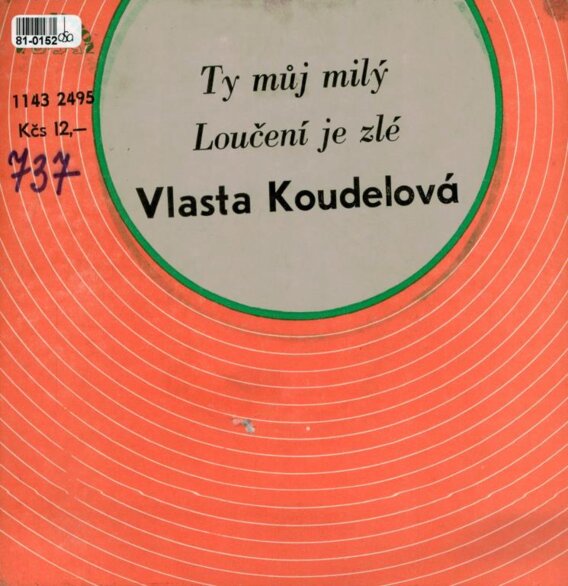 81-0152
1143 2495
Kčs 12,–
737
Ty můj milý
Loučení je zlé
Vlasta Koudelová